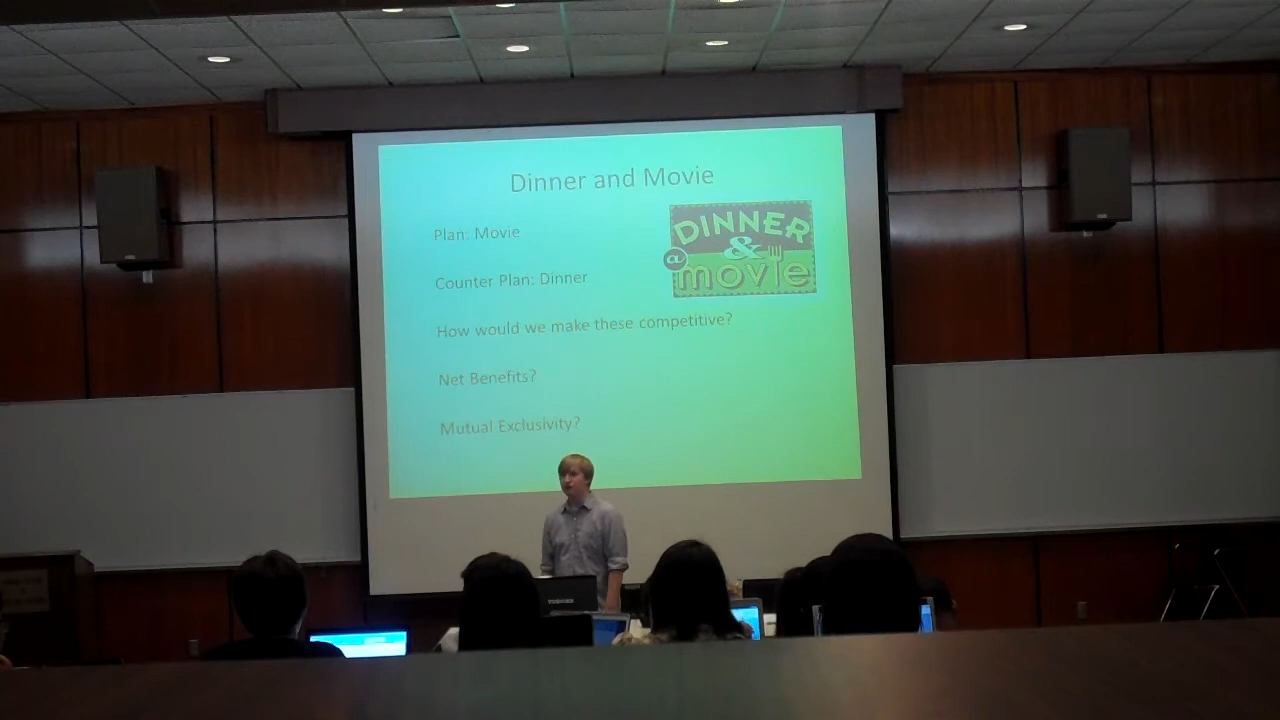 Dinner and Movie
Plan: Movie
DINNER
&
@
movie
Counter Plan: Dinner
How would we make these competitive?
Net Benefits?
Mutual Exclusivity?
TOSHIBA